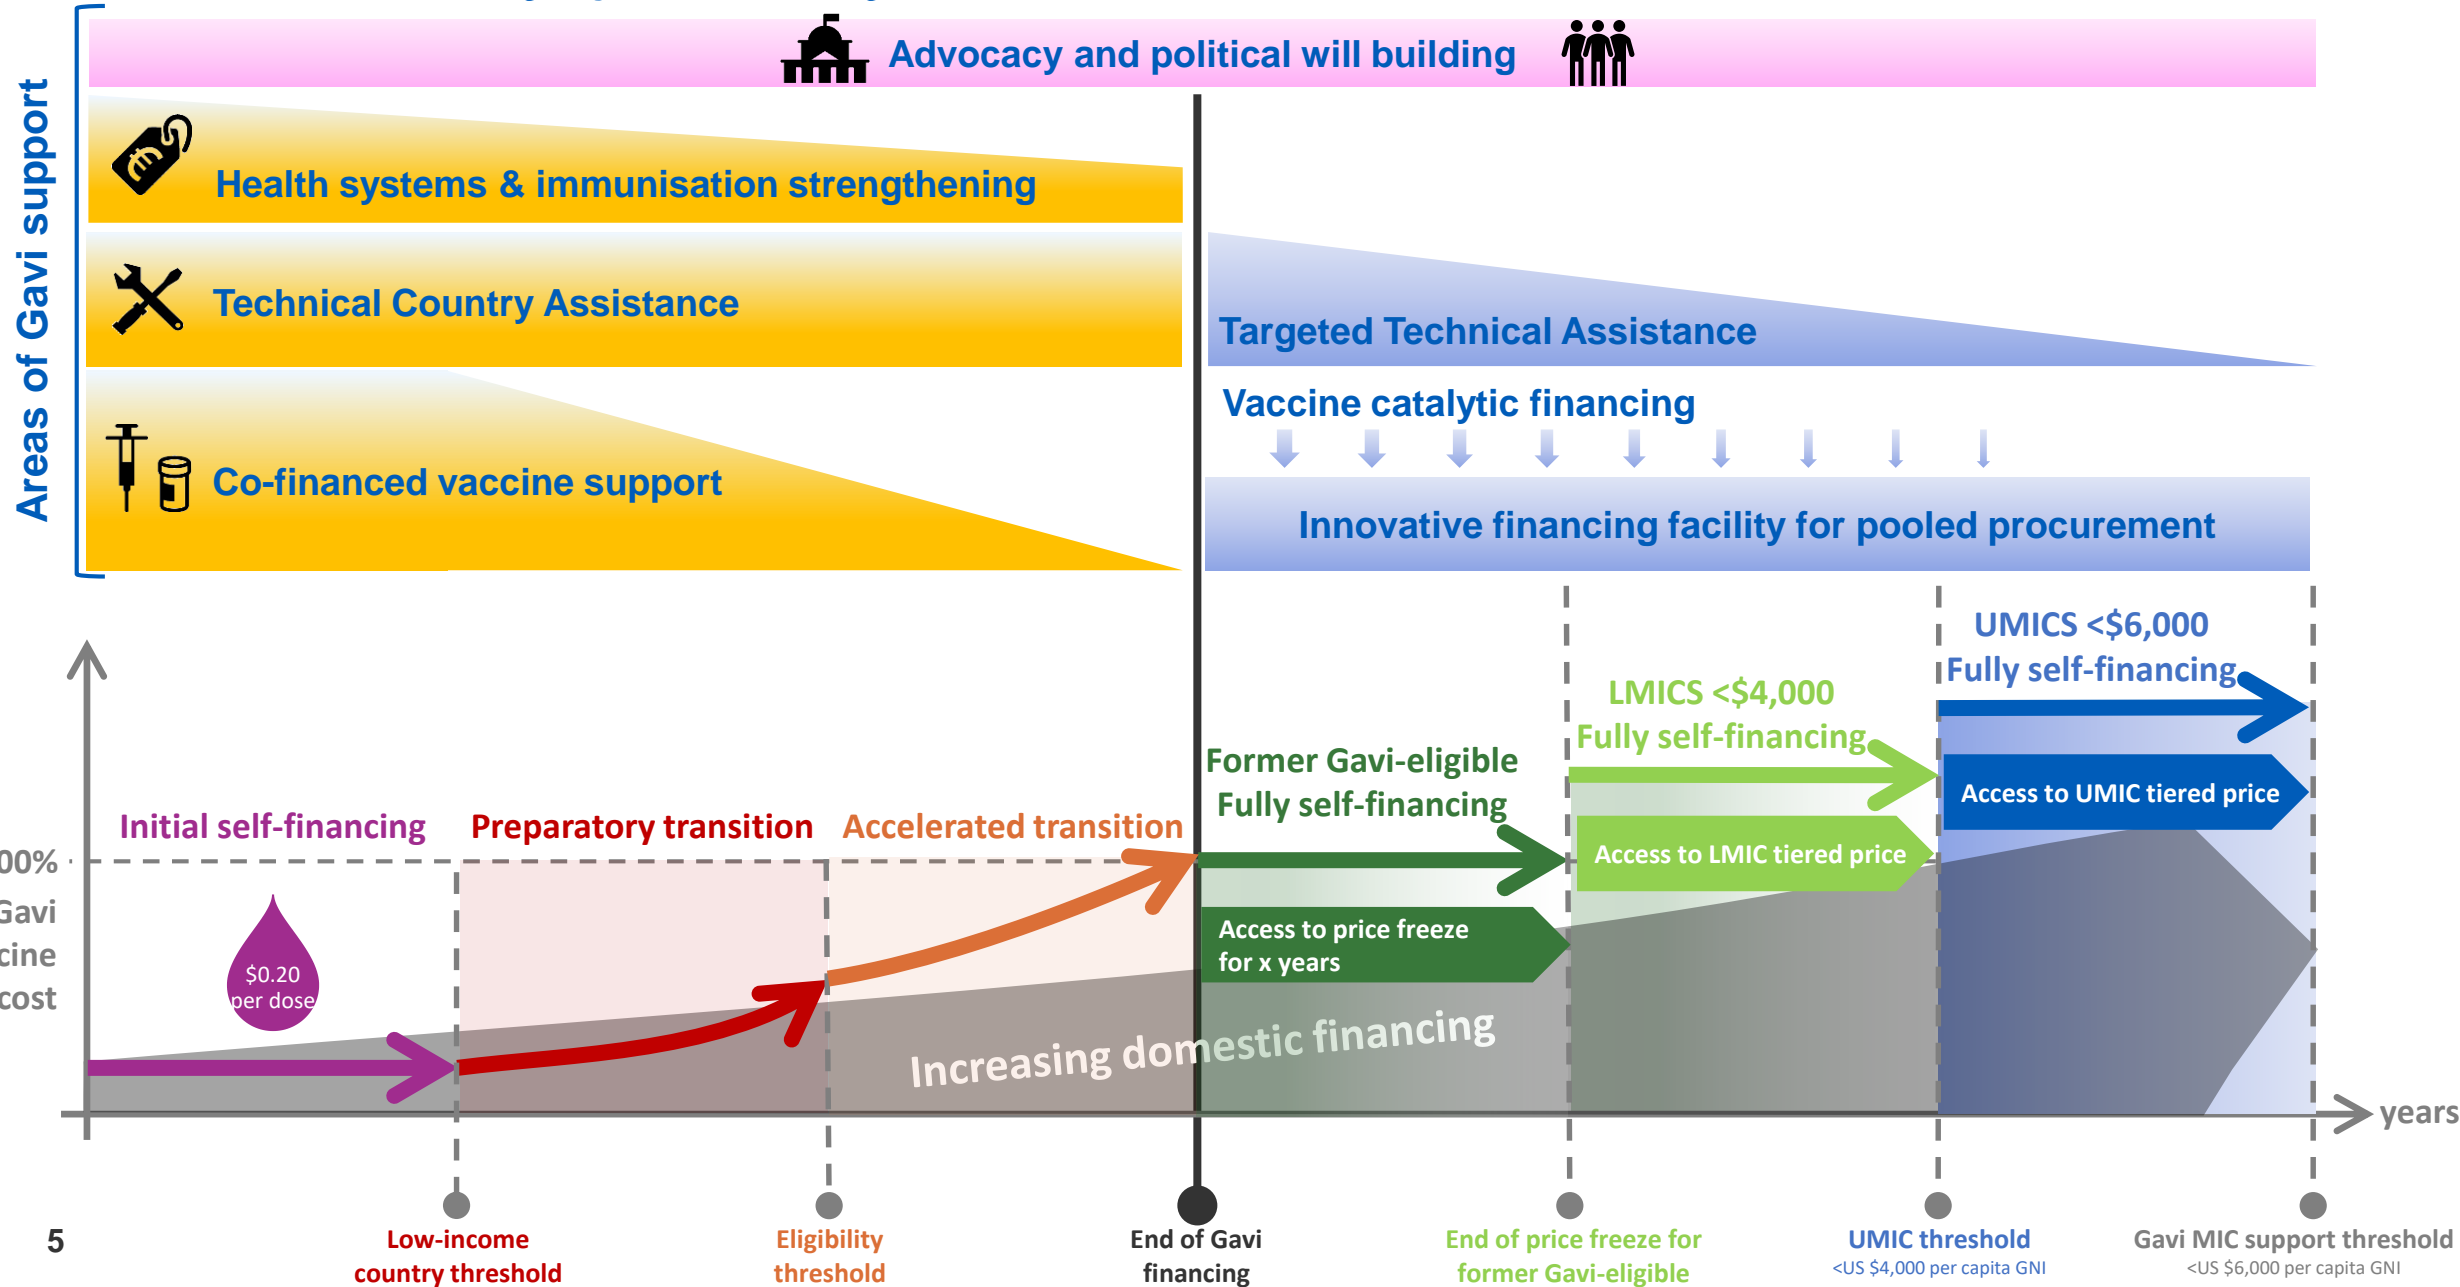 Advocacy and political will building
Areas of Gavi support
Health systems & immunisation strengthening
Technical Country Assistance
Targeted Technical Assistance
Vaccine catalytic financing
Co-financed vaccine support
Innovative financing facility for pooled procurement
UMICS <$6,000
Fully self-financing
LMICS <$4,000
Fully self-financing
Former Gavi-eligible
Fully self-financing
Initial self-financing
Preparatory transition
Accelerated transition
Access to UMIC tiered price
Access to LMIC tiered price
Access to price freeze
for x years
00%
Gavi
cine
cost
$0.20
per dose
Increasing domestic financing
years
5
Low-income
country threshold
Eligibility
threshold
End of Gavi
financing
End of price freeze for
former Gavi-eligible
UMIC threshold
<US $4,000 per capita GNI
Gavi MIC support threshold
<US $6,000 per capita GNI